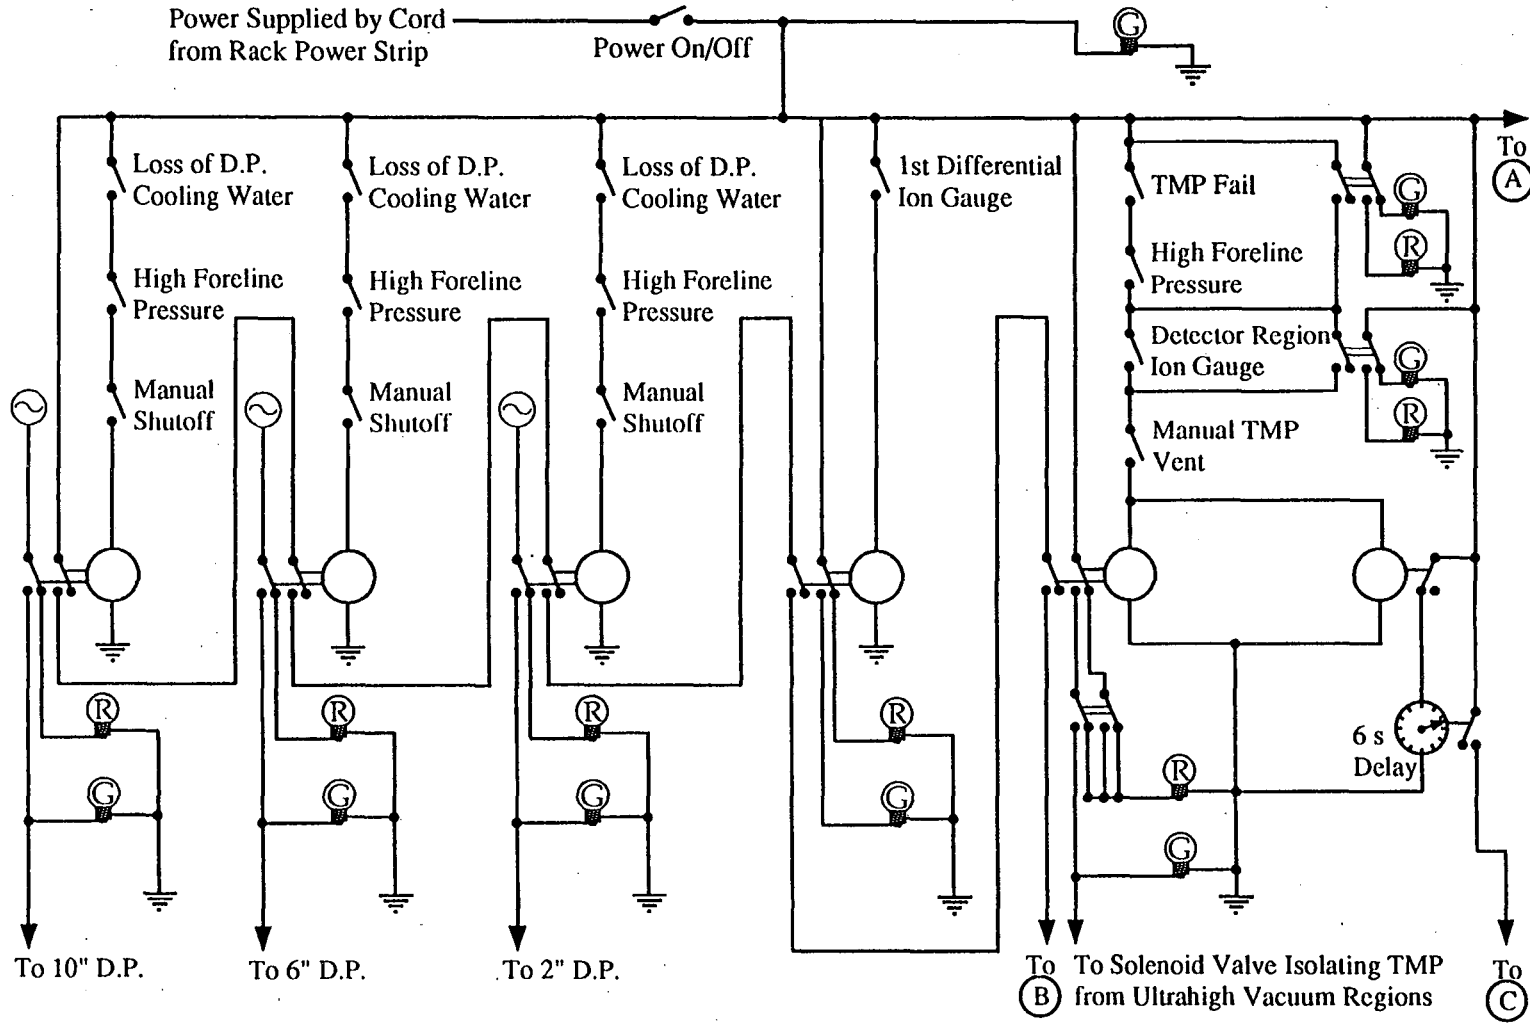 Power Supplied by Cord
from Rack Power Strip
Power On/Off
G
To
A
Loss of D.P.
Cooling Water
Loss of D.P.
Cooling Water
Loss of D.P.
Cooling Water
1st Differential
Ion Gauge
TMP Fail
G
R
High Foreline
Pressure
High Foreline
Pressure
High Foreline
Pressure
High Foreline
Pressure
Detector Region
Ion Gauge
G
R
Manual
Shutoff
Manual
Shutoff
Manual
Shutoff
Manual TMP
Vent
R
R
R
R
6 s
Delay
R
G
G
G
G
G
To 10" D.P.
To 6" D.P.
To 2" D.P.
To
B
To Solenoid Valve Isolating TMP
from Ultrahigh Vacuum Regions
To
C